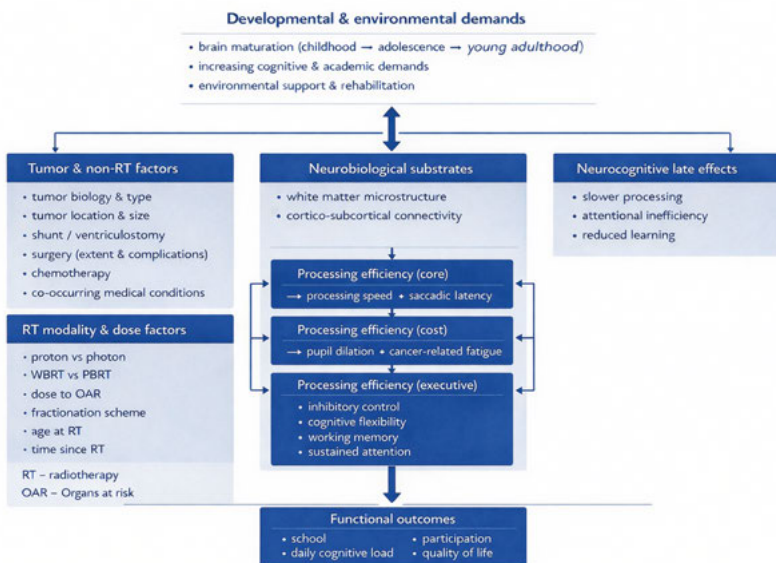 Developmental & environmental demands
• brain maturation (childhood → adolescence → young adulthood)
• increasing cognitive & academic demands
• environmental support & rehabilitation
Tumor & non-RT factors
• tumor biology & type
• tumor location & size
• shunt / ventriculostomy
• surgery (extent & complications)
• chemotherapy
• co-occurring medical conditions
RT modality & dose factors
• proton vs photon
• WBRT vs PBRT
• dose to OAR
• fractionation scheme
• age at RT
• time since RT
RT – radiotherapy
OAR – Organs at risk
Neurobiological substrates
• white matter microstructure
• cortico-subcortical connectivity
Processing efficiency (core)
→ processing speed + saccadic latency
Processing efficiency (cost)
→ pupil dilation + cancer-related fatigue
Processing efficiency (executive)
• inhibitory control
• cognitive flexibility
• working memory
• sustained attention
Neurocognitive late effects
• slower processing
• attentional inefficiency
• reduced learning
Functional outcomes
• school
• daily cognitive load
• participation
• quality of life